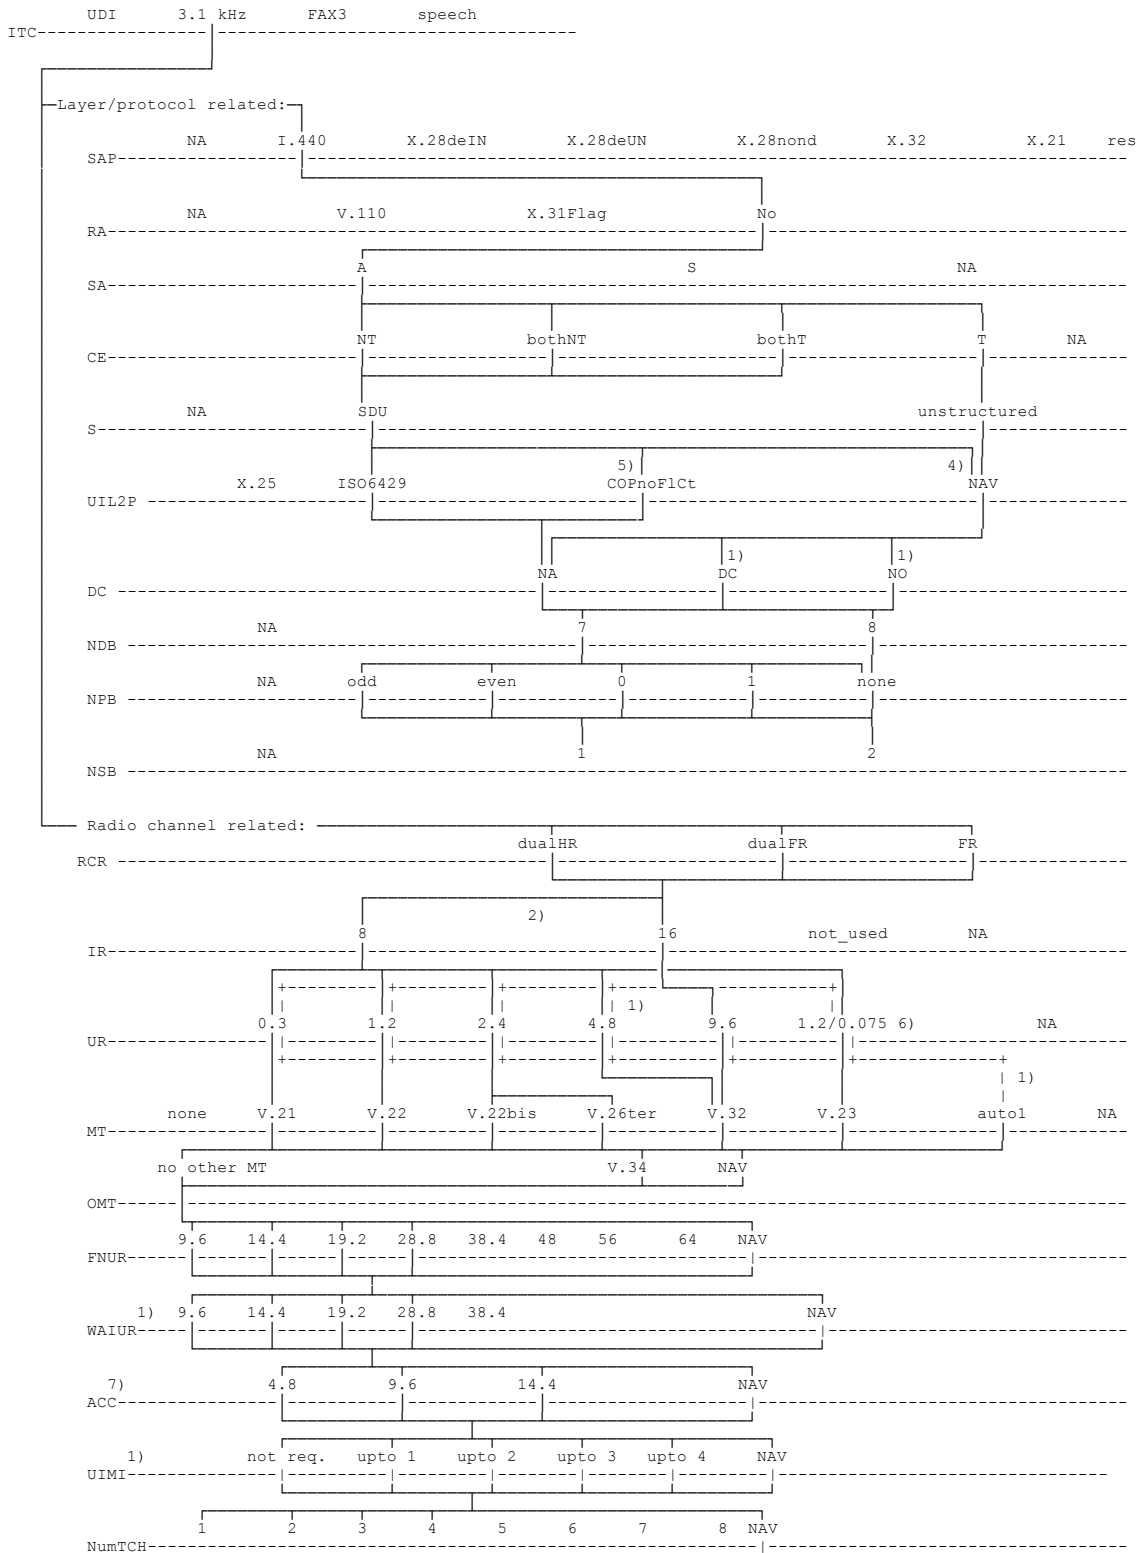 UDI 3.1 kHz FAX3 speech
ITC
Layer/protocol related:
NA I.440 X.28deIN X.28deUN X.28nond X.32 X.21 res
SAP
NA V.110 X.31Flag No
RA
A S NA
SA
NT bothNT bothT T NA
CE
NA SDU unstructured
S
5) 4)
X.25 ISO6429 COPnoFlCt NAV
UIL2P
1) 1)
NA DC NO
DC
NA 7 8
NDB
NA odd even 0 1 none
NPB
NA 1 2
NSB
Radio channel related:
dualHR dualFR FR
RCR
2)
8 16 not_used NA
IR
1)
0.3 1.2 2.4 4.8 9.6 1.2/0.075 6) NA
UR
1)
none V.21 V.22 V.22bis V.26ter V.32 V.23 auto1 NA
MT
no other MT V.34 NAV
OMT
9.6 14.4 19.2 28.8 38.4 48 56 64 NAV
FNUR
1) 9.6 14.4 19.2 28.8 38.4 NAV
WAIUR
7) 4.8 9.6 14.4 NAV
ACC
1) not req. upto 1 upto 2 upto 3 upto 4 NAV
UIMI
1 2 3 4 5 6 7 8 NAV
NumTCH